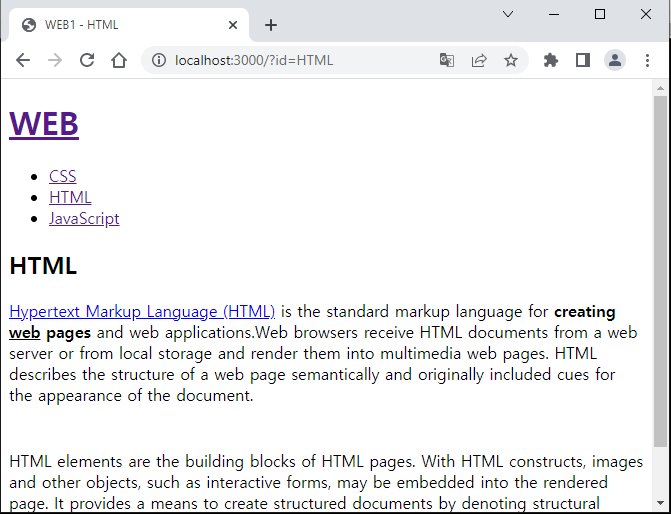 WEB1 - HTML
localhost:3000/?id=HTML
WEB
CSS
HTML
JavaScript
HTML
Hypertext Markup Language (HTML) is the standard markup language for creating
web pages and web applications.Web browsers receive HTML documents from a web
server or from local storage and render them into multimedia web pages. HTML
describes the structure of a web page semantically and originally included cues for
the appearance of the document.
HTML elements are the building blocks of HTML pages. With HTML constructs, images
and other objects, such as interactive forms, may be embedded into the rendered
page. It provides a means to create structured documents by denoting structural